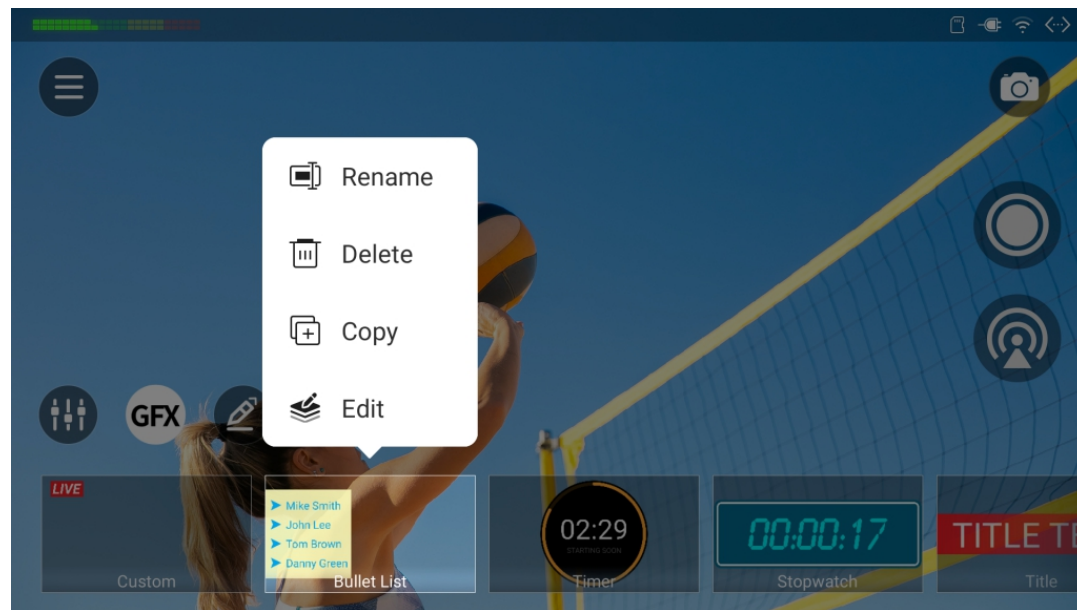 Rename
Delete
Copy
GFX
Edit
LIVE
Custom
Mike Smith
John Lee
Tom Brown
Danny Green
Bullet List
02:29
STARTING SOON
Timer
00:00:17
Stopwatch
TITLE TE
Title